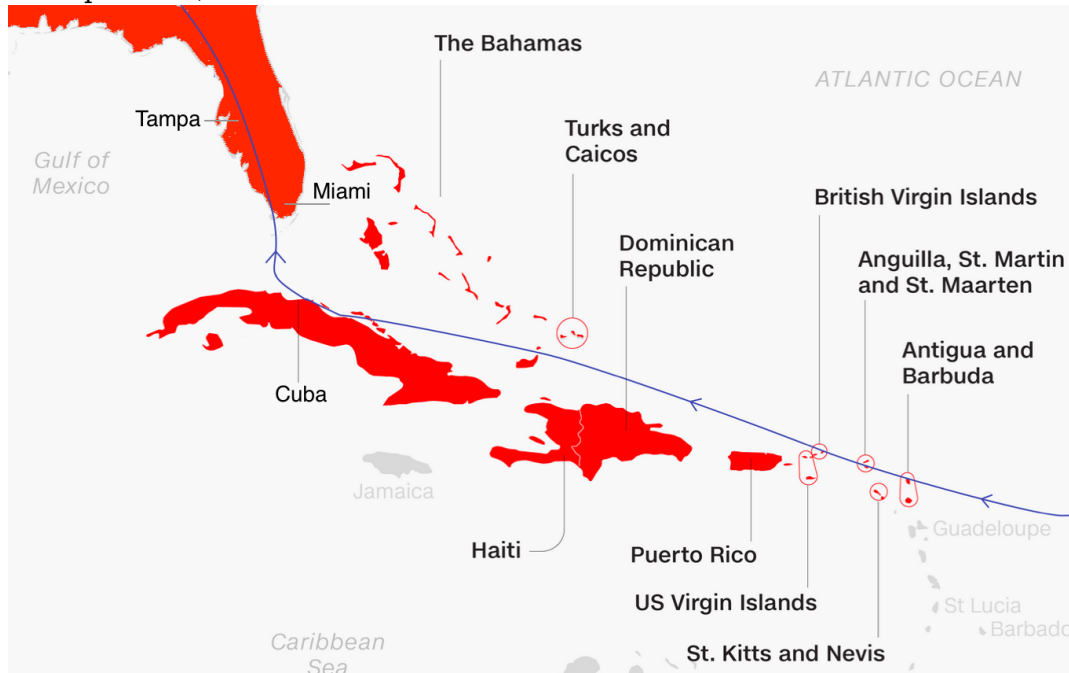 The Bahamas
ATLANTIC OCEAN
Tampa
Turks and
Caicos
Gulf of
Mexico
Miami
British Virgin Islands
Dominican
Republic
Anguilla, St. Martin
and St. Maarten
Antigua and
Barbuda
Cuba
Jamaica
Haiti
Puerto Rico
Guadeloupe
US Virgin Islands
St Lucia
Barbado
Caribbean
Sea
St. Kitts and Nevis